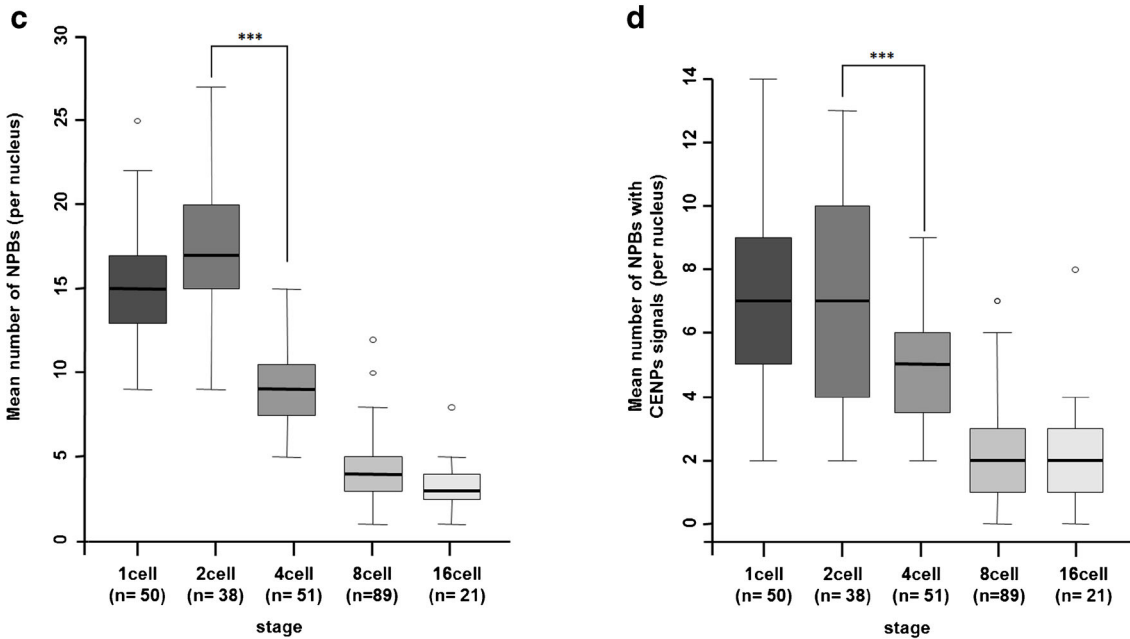 c
Mean number of NPBs (per nucleus)
30
25
20
15
10
5
0
***
1cell 2cell 4cell 8cell 16cell
(n= 50) (n= 38) (n= 51) (n=89) (n= 21)
stage
d
Mean number of NPBs with
CENPs signals (per nucleus)
14
12
10
8
6
4
2
0
***
1cell 2cell 4cell 8cell 16cell
(n= 50) (n= 38) (n= 51) (n=89) (n= 21)
stage